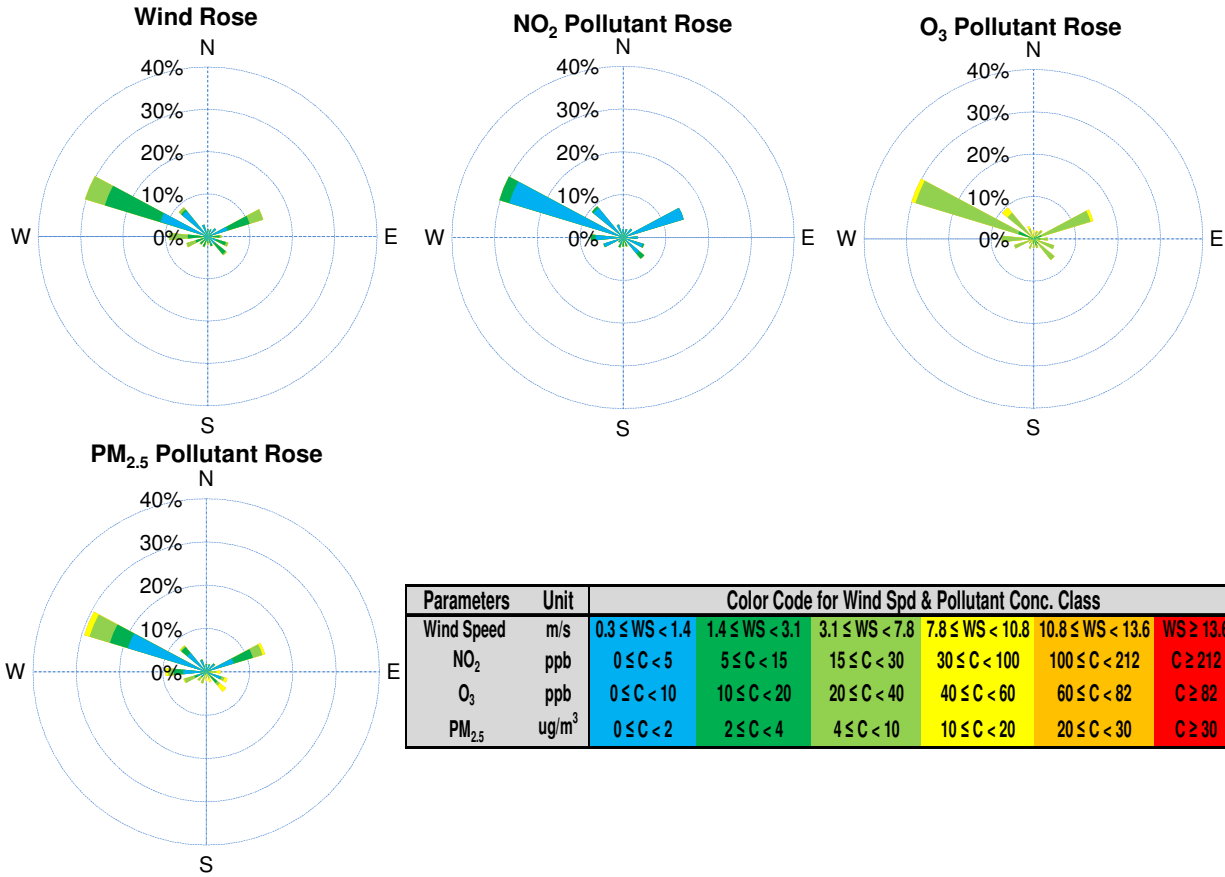 Wind Rose
N
40%
30%
20%
10%
0%
W
E
S
NO₂ Pollutant Rose
N
40%
30%
20%
10%
0%
W
E
S
O₃ Pollutant Rose
N
40%
30%
20%
10%
0%
W
E
S
PM₂.₅ Pollutant Rose
N
40%
30%
20%
10%
0%
W
E
S
Parameters Unit Color Code for Wind Spd & Pollutant Conc. Class
Wind Speed m/s 0.3 ≤ WS < 1.4 1.4 ≤ WS < 3.1 3.1 ≤ WS < 7.8 7.8 ≤ WS < 10.8 10.8 ≤ WS < 13.6 WS ≥ 13.6
NO₂ ppb 0 ≤ C < 5 5 ≤ C < 15 15 ≤ C < 30 30 ≤ C < 100 100 ≤ C < 212 C ≥ 212
O₃ ppb 0 ≤ C < 10 10 ≤ C < 20 20 ≤ C < 40 40 ≤ C < 60 60 ≤ C < 82 C ≥ 82
PM₂.₅ ug/m³ 0 ≤ C < 2 2 ≤ C < 4 4 ≤ C < 10 10 ≤ C < 20 20 ≤ C < 30 C ≥ 30